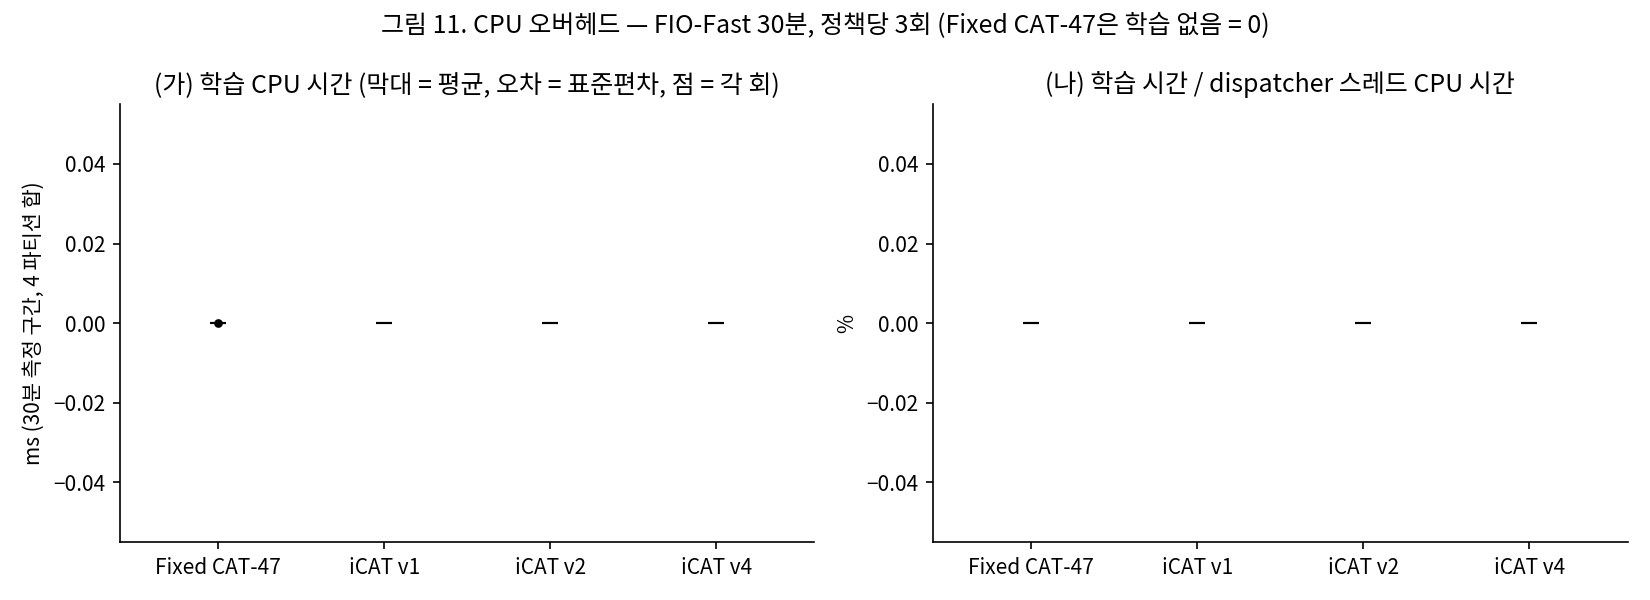 그림 11. CPU 오버헤드 — FIO-Fast 30분, 정책당 3회 (Fixed CAT-47은 학습 없음 = 0)
(가) 학습 CPU 시간 (막대 = 평균, 오차 = 표준편차, 점 = 각 회)
ms (30분 측정 구간, 4 파티션 합)
0.04
0.02
0.00
−0.02
−0.04
Fixed CAT-47
iCAT v1
iCAT v2
iCAT v4
(나) 학습 시간 / dispatcher 스레드 CPU 시간
%
0.04
0.02
0.00
−0.02
−0.04
Fixed CAT-47
iCAT v1
iCAT v2
iCAT v4